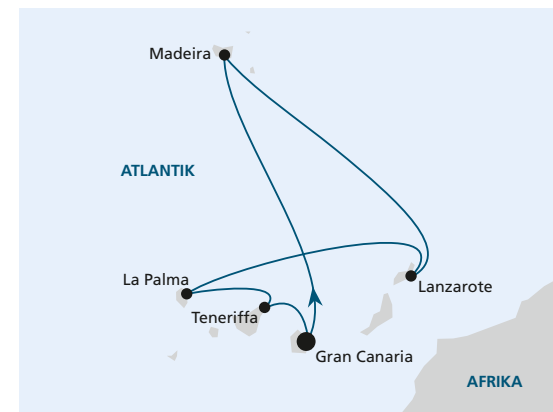 Madeira
ATLANTIK
La Palma
Lanzarote
Teneriffa
Gran Canaria
AFRIKA